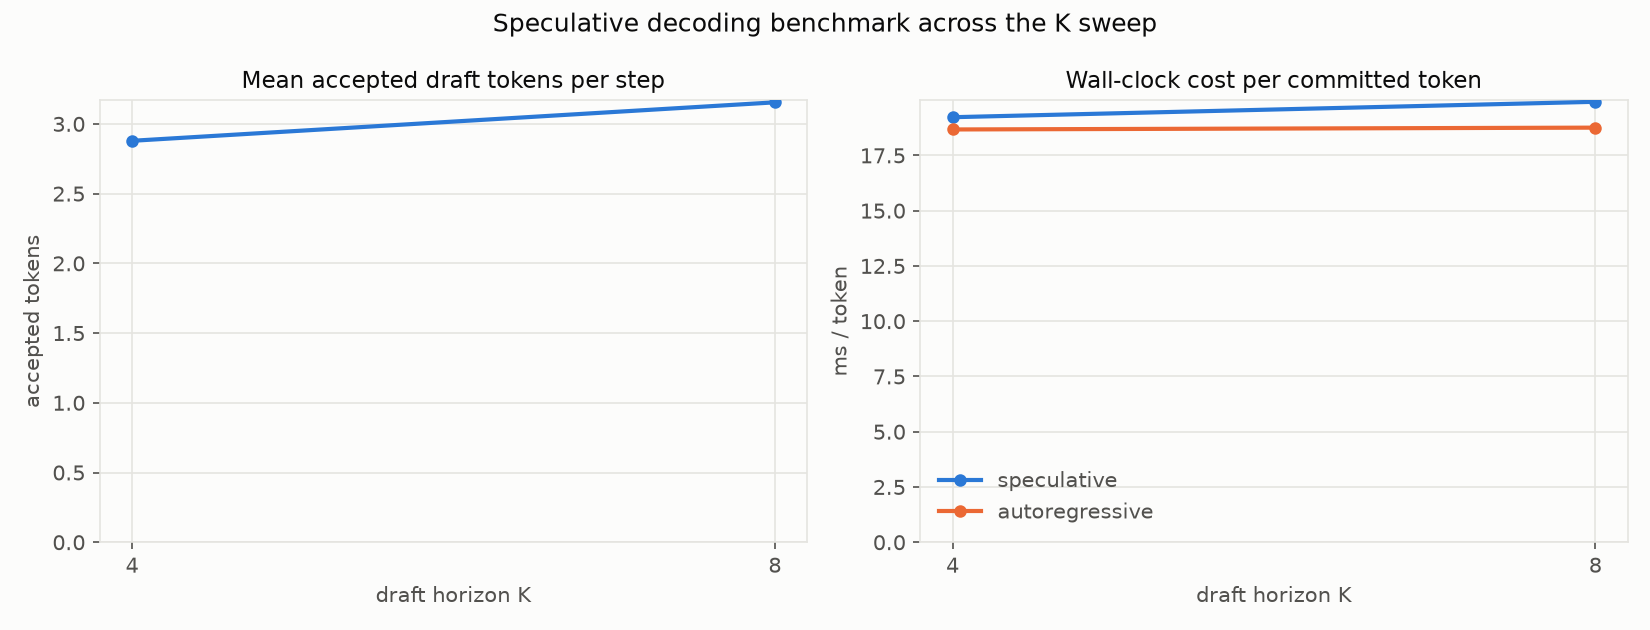 Speculative decoding benchmark across the K sweep
Mean accepted draft tokens per step
accepted tokens
3.0
2.5
2.0
1.5
1.0
0.5
0.0
4
8
draft horizon K
Wall-clock cost per committed token
ms / token
17.5
15.0
12.5
10.0
7.5
5.0
2.5
0.0
speculative
autoregressive
4
8
draft horizon K